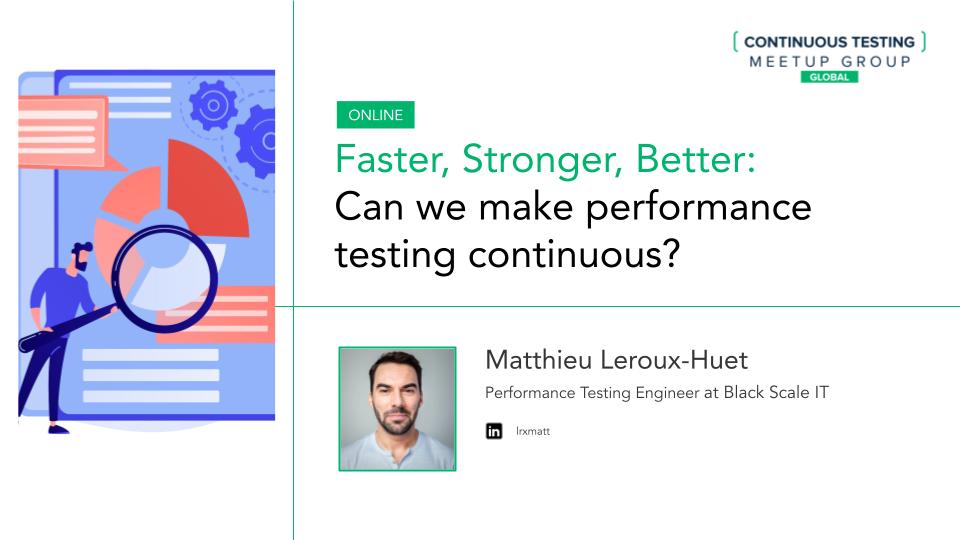 CONTINUOUS TESTING
MEETUP GROUP
GLOBAL
ONLINE
Faster, Stronger, Better:
Can we make performance
testing continuous?
Matthieu Leroux-Huet
Performance Testing Engineer at Black Scale IT
in
lrxmatt